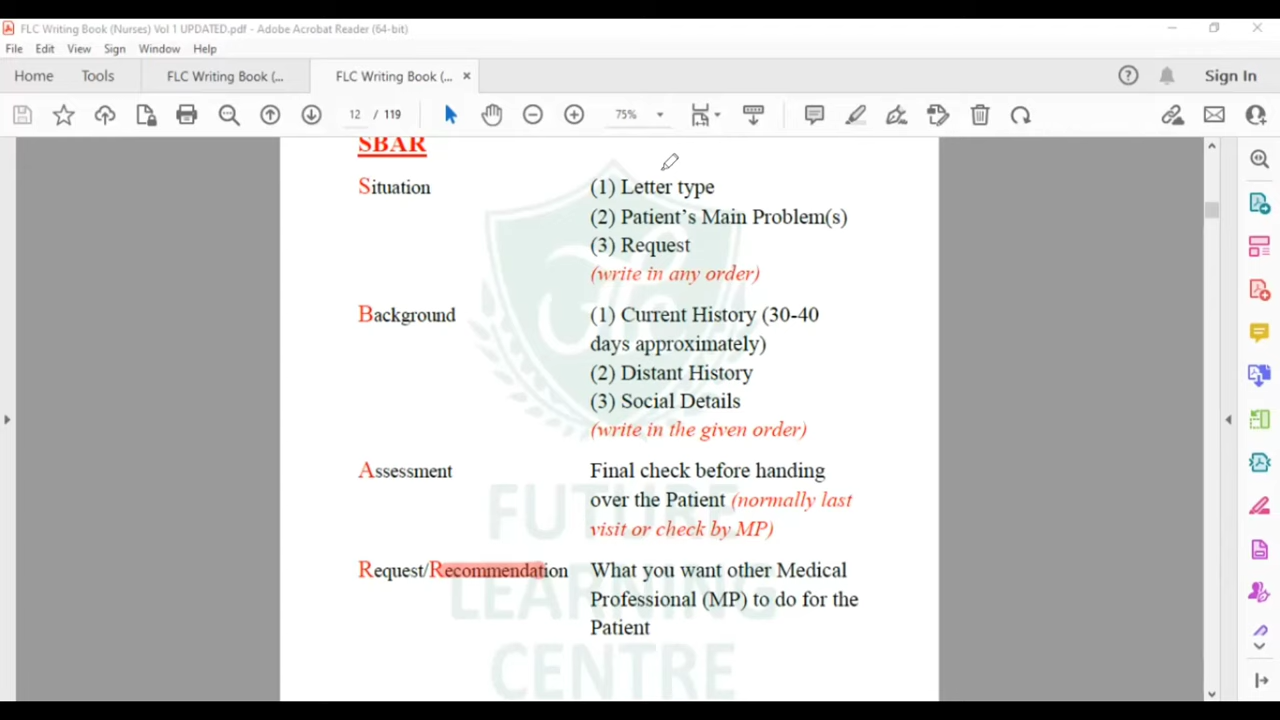 FLC Writing Book (Nurses) Vol 1 UPDATED.pdf - Adobe Acrobat Reader (64-bit)
File Edit View Sign Window Help
Home Tools FLC Writing Book (... FLC Writing Book (... × Sign In
12 / 119 75%
SBAR
Situation (1) Letter type
(2) Patient's Main Problem(s)
(3) Request
(write in any order)
Background (1) Current History (30-40
days approximately)
(2) Distant History
(3) Social Details
(write in the given order)
Assessment Final check before handing
over the Patient (normally last
visit or check by MP)
Request/Recommendation What you want other Medical
Professional (MP) to do for the
Patient
FUTURE
LEARNING
CENTRE